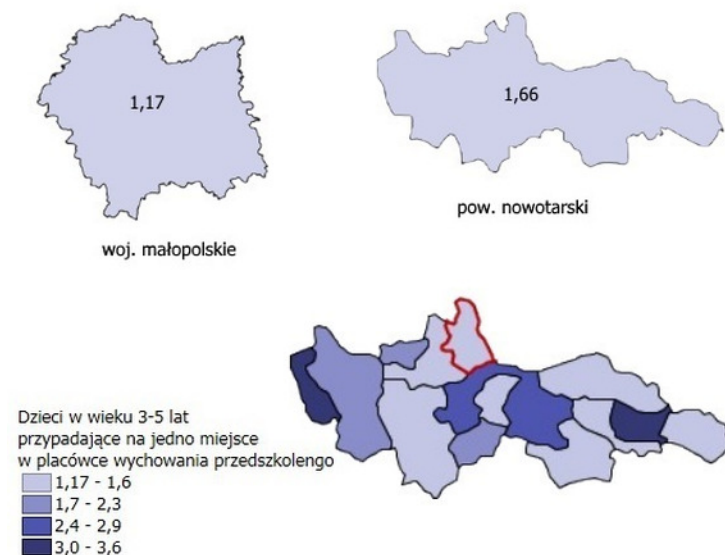 1,17
1,66
woj. małopolskie
pow. nowotarski
Dzieci w wieku 3-5 lat
przypadające na jedno miejsce
w placówce wychowania przedszkolengo
1,17 - 1,6
1,7 - 2,3
2,4 - 2,9
3,0 - 3,6